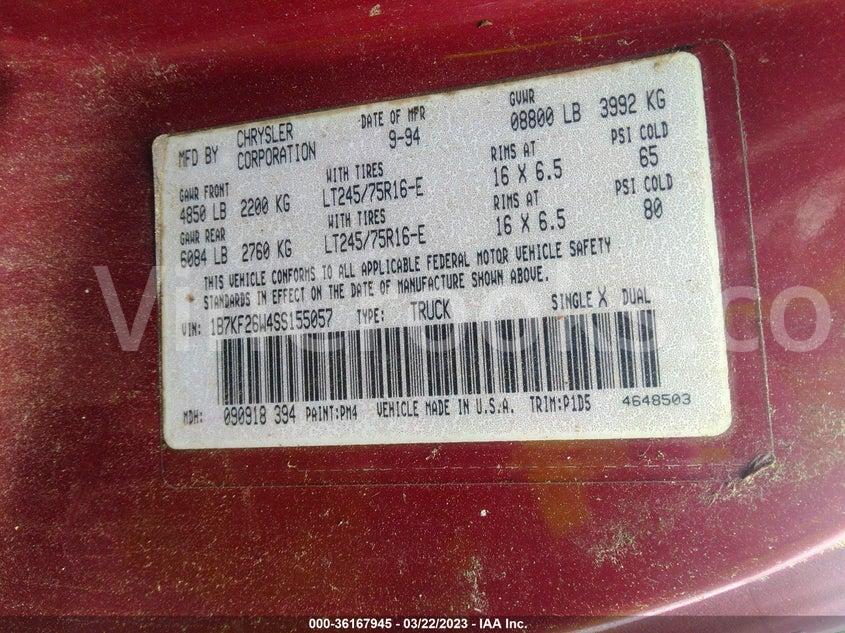 MFD BY CHRYSLER CORPORATION DATE OF MFR 9-94 GVWR 08800 LB 3992 KG
GAWR FRONT WITH TIRES RIMS AT PSI COLD
4850 LB 2200 KG LT245/75R16-E 16 X 6.5 65
GAWR REAR WITH TIRES RIMS AT PSI COLD
6084 LB 2760 KG LT245/75R16-E 16 X 6.5 80
THIS VEHICLE CONFORMS TO ALL APPLICABLE FEDERAL MOTOR VEHICLE SAFETY
STANDARDS IN EFFECT ON THE DATE OF MANUFACTURE SHOWN ABOVE.
VIN: 1B7KF26W4SS155057 TYPE: TRUCK SINGLE X DUAL
MDH: 090918 394 PAINT:PM4 VEHICLE MADE IN U.S.A. TRIM:P1D5 4648503
000-36167945 - 03/22/2023 - IAA Inc.